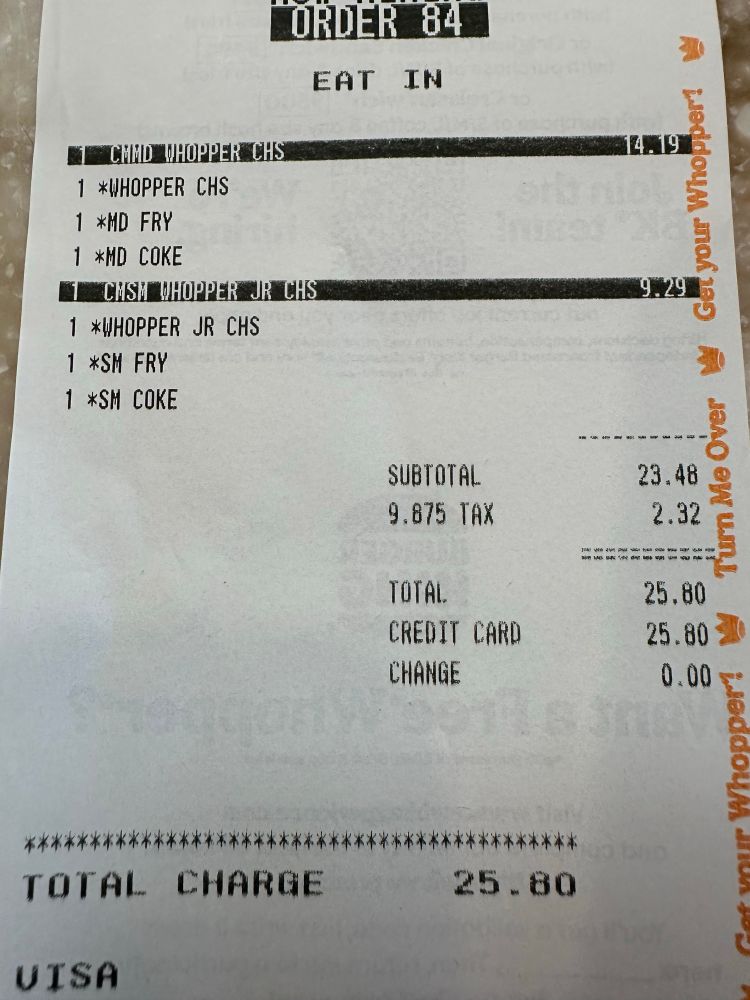 ORDER 84
EAT IN
1 CMMD WHOPPER CHS 14.19
1 *WHOPPER CHS
1 *MD FRY
1 *MD COKE
1 CMSM WHOPPER JR CHS 9.29
1 *WHOPPER JR CHS
1 *SM FRY
1 *SM COKE
SUBTOTAL 23.48
9.875 TAX 2.32
TOTAL 25.80
CREDIT CARD 25.80
CHANGE 0.00
******************************************
TOTAL CHARGE 25.80
VISA
Get your Whopper!
Turn Me Over
Get your Whopper!